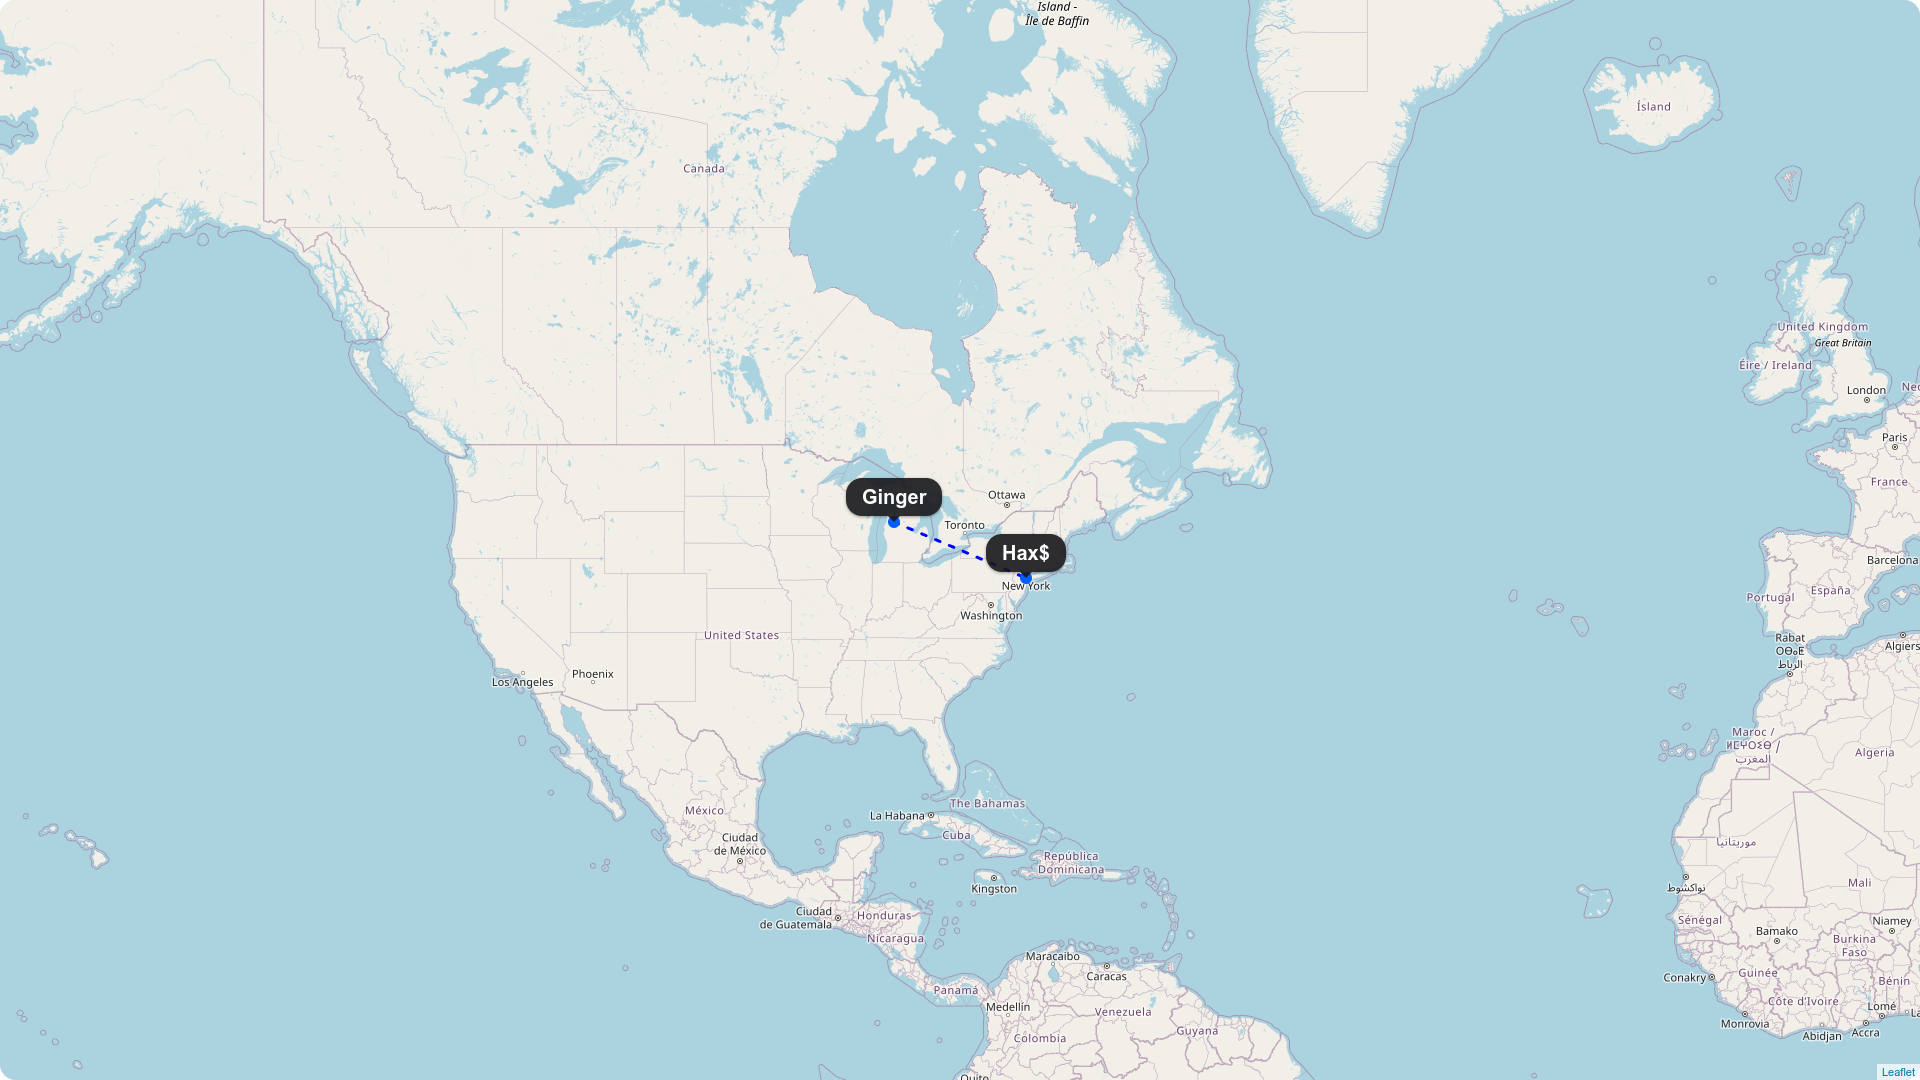 Island -
Île de Baffin
Ísland
Canada
United Kingdom
Great Britain
Éire / Ireland
London
Nec
Paris
France
Ginger
Ottawa
Toronto
Hax$
New York
Washington
Barcelona
España
Portugal
United States
Rabat
ⵔⴱⴰⵟ
الرباط
Algiers
Phoenix
Los Angeles
Maroc /
ⵍⵎⵖⵔⵉⴱ /
المغرب
Algeria
The Bahamas
México
La Habana
Cuba
Ciudad
de México
موريتانيا
República
Dominicana
Mali
Kingston
نواكشوط
Ciudad
de Guatemala
Honduras
Sénégal
Niamey
Bamako
Nicaragua
Burkina
Faso
Maracaibo
Caracas
Guinée
Conakry
Bénin
Panamá
Côte d'Ivoire
Medellín
Lomé
Venezuela
Monrovia
Guyana
Accra
Abidjan
Colombia
Quito
Leaflet